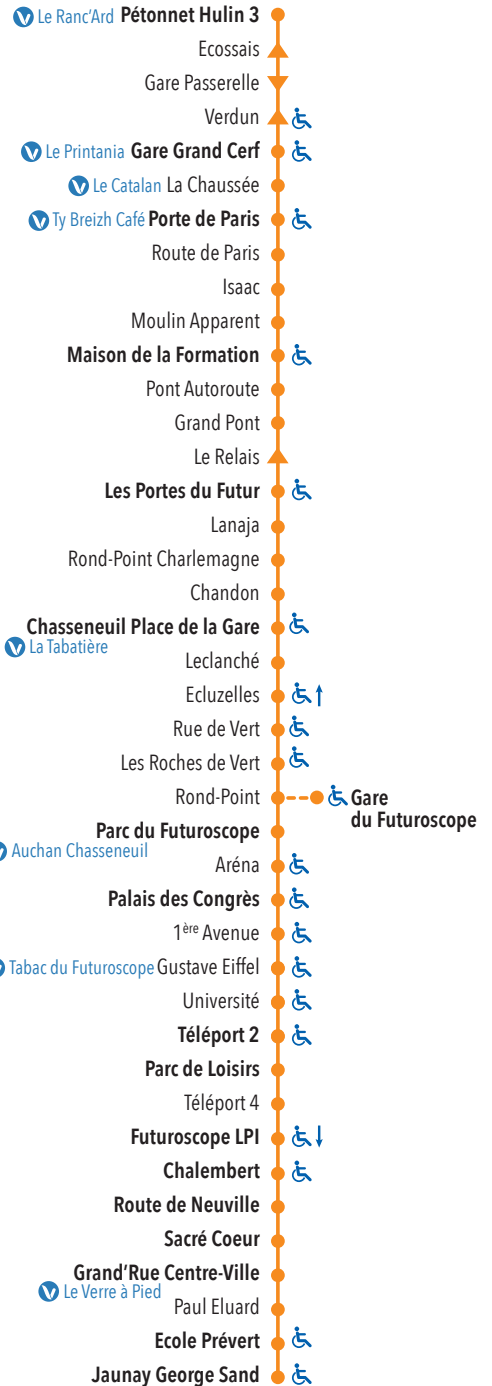 Le Ranc'Ard Pétonnet Hulin 3
Ecossais
Gare Passerelle
Verdun
Le Printania Gare Grand Cerf
Le Catalan La Chaussée
Ty Breizh Café Porte de Paris
Route de Paris
Isaac
Moulin Apparent
Maison de la Formation
Pont Autoroute
Grand Pont
Le Relais
Les Portes du Futur
Lanaja
Rond-Point Charlemagne
Chandon
Chasseneuil Place de la Gare
La Tabatière
Leclanché
Ecluzelles
Rue de Vert
Les Roches de Vert
Rond-Point
Gare
du Futuroscope
Parc du Futuroscope
Auchan Chasseneuil
Aréna
Palais des Congrès
1ère Avenue
Tabac du Futuroscope Gustave Eiffel
Université
Téléport 2
Parc de Loisirs
Téléport 4
Futuroscope LPI
Chalembert
Route de Neuville
Sacré Coeur
Grand'Rue Centre-Ville
Le Verre à Pied
Paul Eluard
Ecole Prévert
Jaunay George Sand